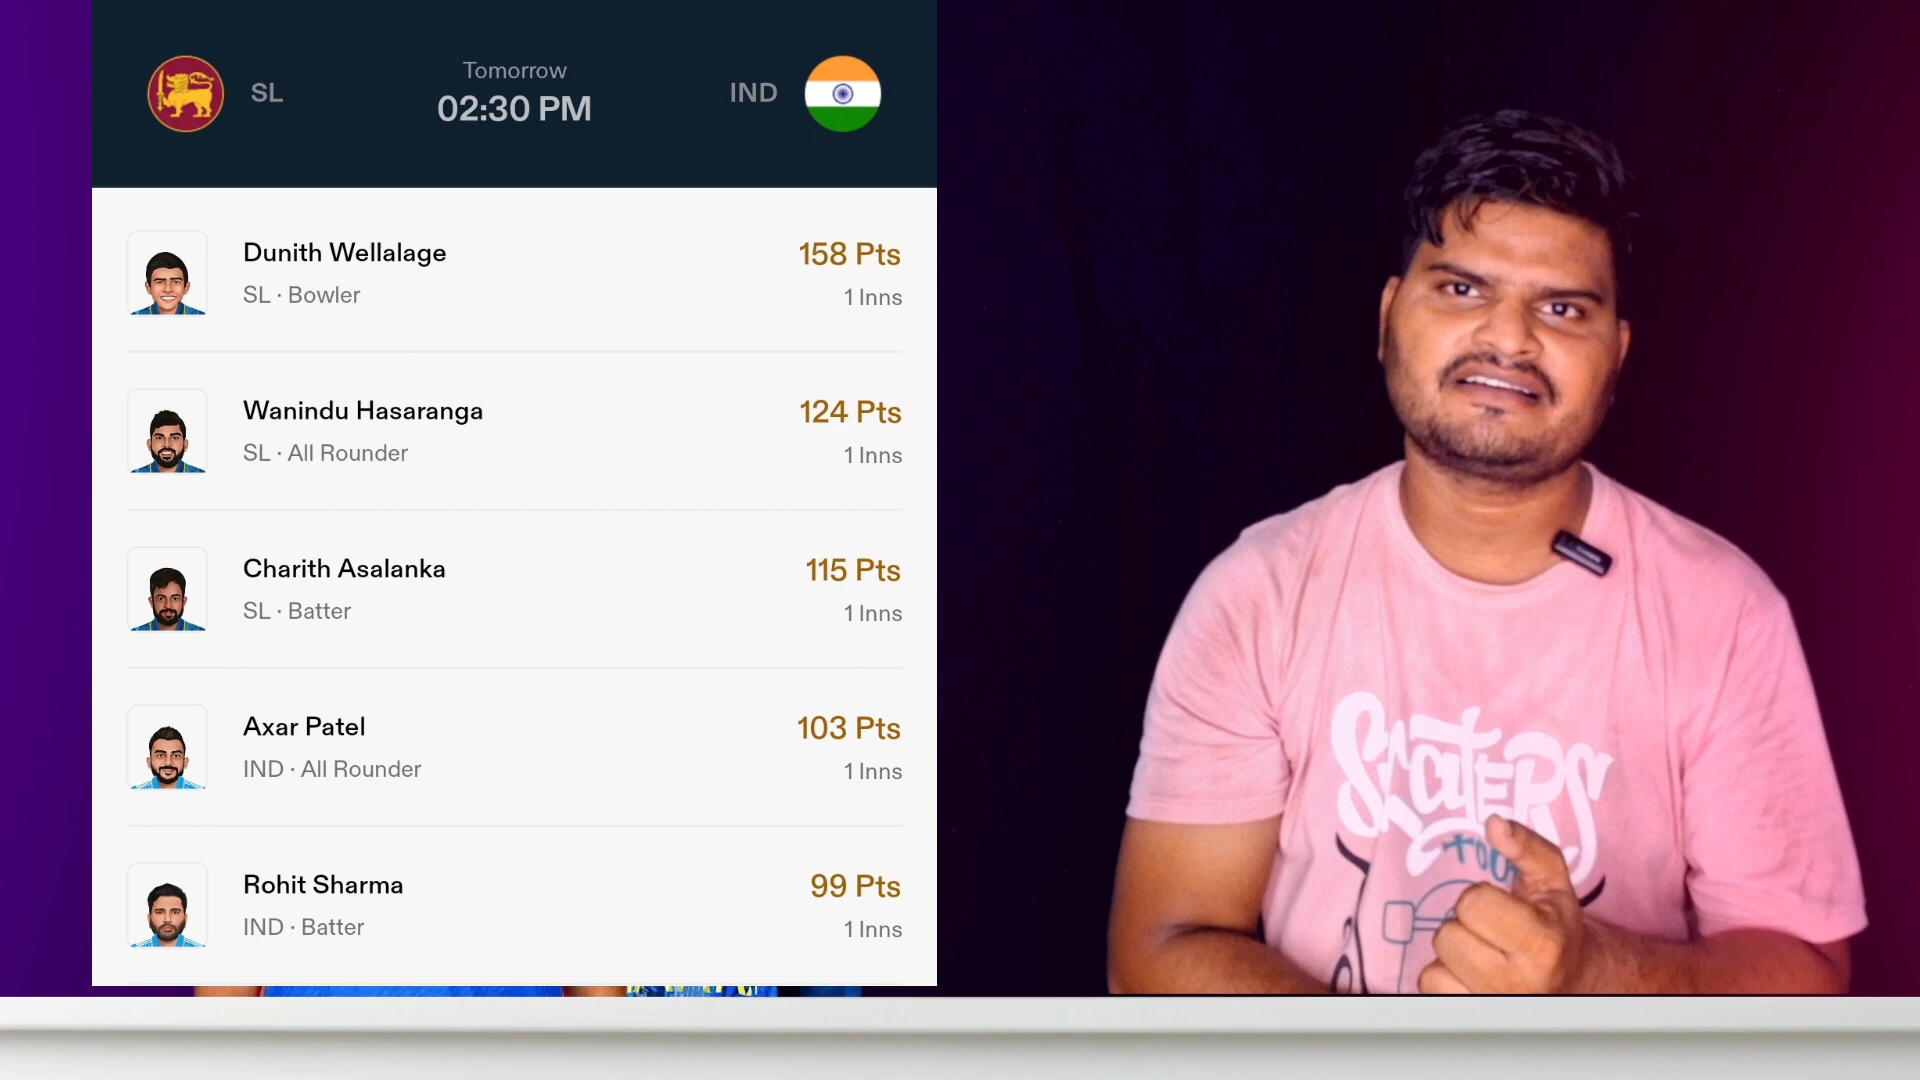 SL
Tomorrow
02:30 PM
IND
Dunith Wellalage
158 Pts
SL · Bowler
1 Inns
Wanindu Hasaranga
124 Pts
SL · All Rounder
1 Inns
Charith Asalanka
115 Pts
SL · Batter
1 Inns
Axar Patel
103 Pts
IND · All Rounder
1 Inns
Rohit Sharma
99 Pts
IND · Batter
1 Inns
ScatERS